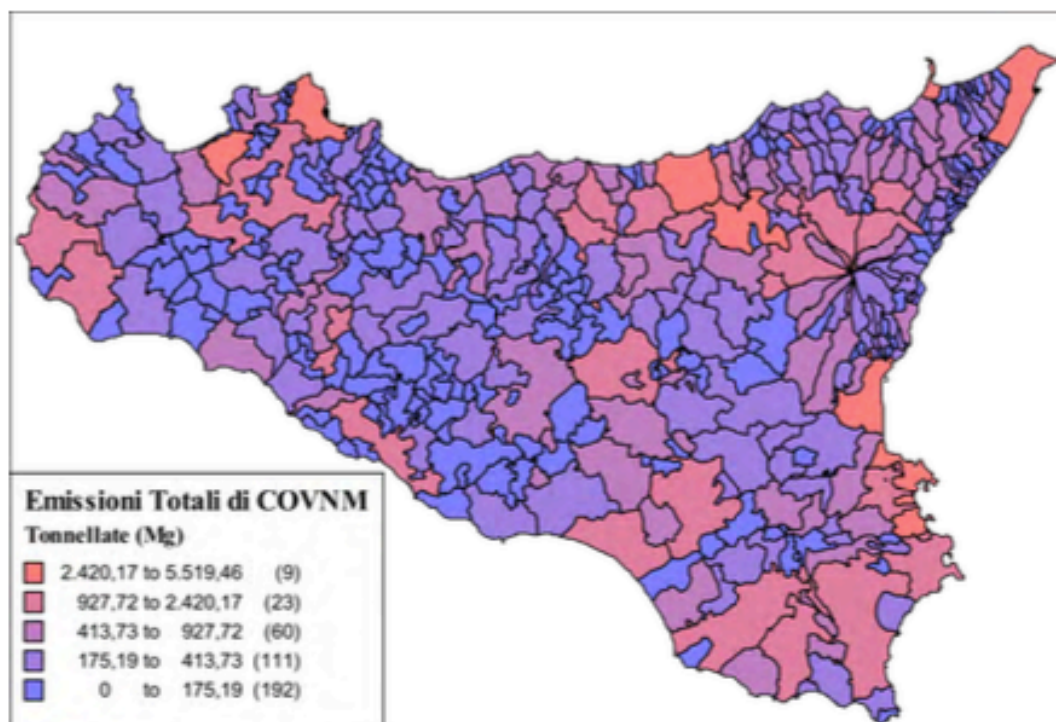 Emissioni Totali di COVNM
Tonnellate (Mg)
2.420,17 to 5.519,46 (9)
927,72 to 2.420,17 (23)
413,73 to 927,72 (60)
175,19 to 413,73 (111)
0 to 175,19 (192)